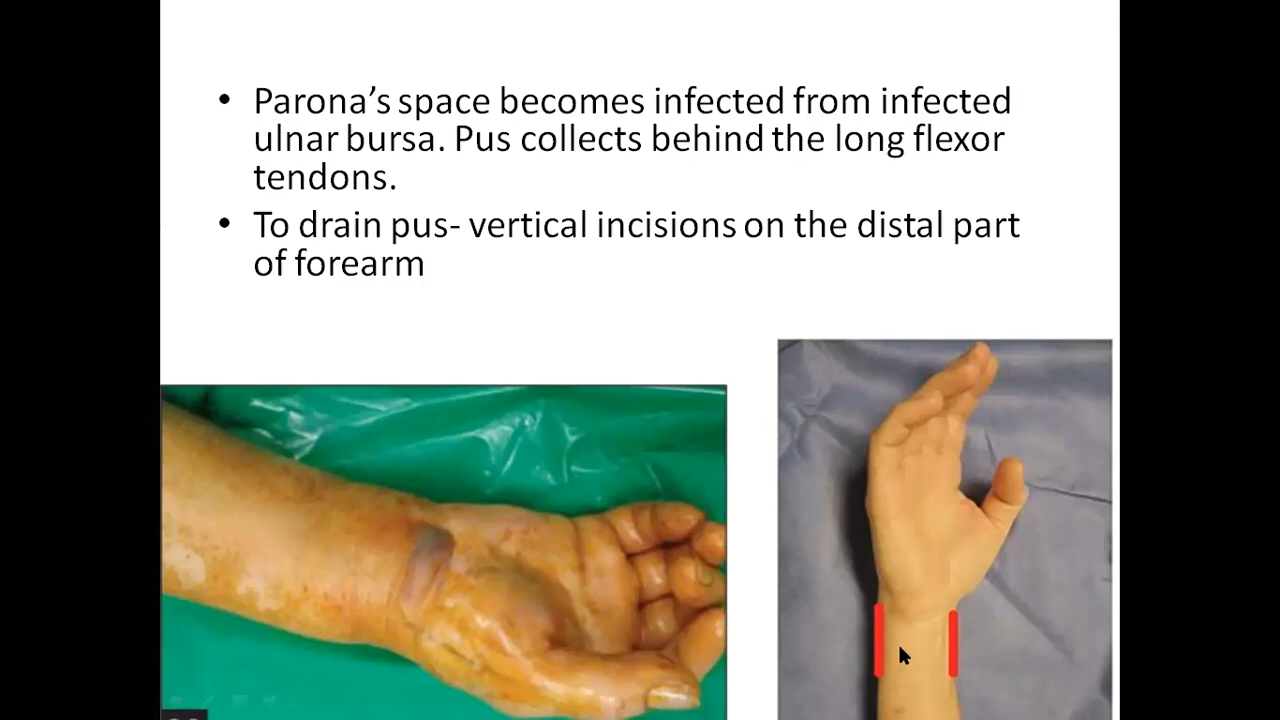 • Parona's space becomes infected from infected
ulnar bursa. Pus collects behind the long flexor
tendons.
• To drain pus- vertical incisions on the distal part
of forearm